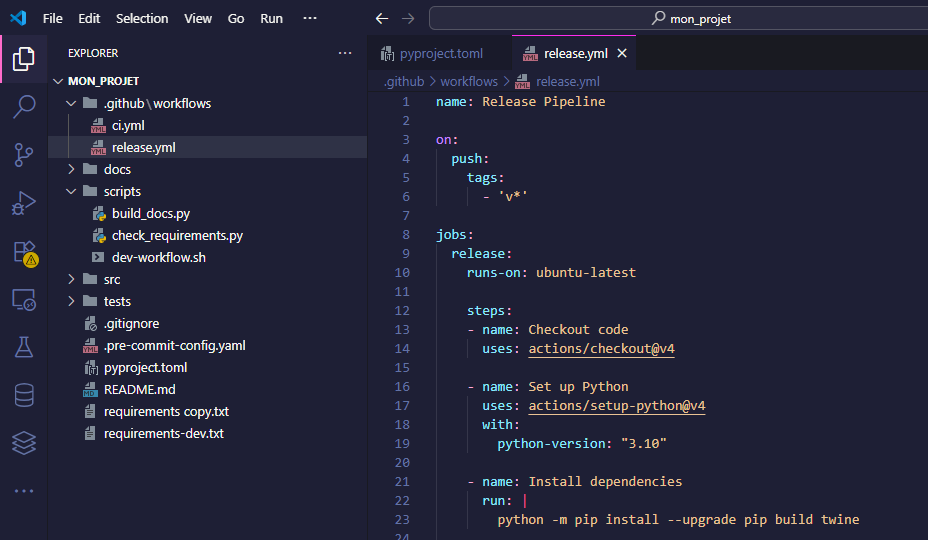 File Edit Selection View Go Run ···
mon_projet
EXPLORER
MON_PROJET
.github\workflows
ci.yml
release.yml
docs
scripts
build_docs.py
check_requirements.py
dev-workflow.sh
src
tests
.gitignore
.pre-commit-config.yaml
pyproject.toml
README.md
requirements copy.txt
requirements-dev.txt
pyproject.toml
release.yml
.github > workflows > release.yml
1 name: Release Pipeline
2
3 on:
4 push:
5 tags:
6 - 'v*'
7
8 jobs:
9 release:
10 runs-on: ubuntu-latest
11
12 steps:
13 - name: Checkout code
14 uses: actions/checkout@v4
15
16 - name: Set up Python
17 uses: actions/setup-python@v4
18 with:
19 python-version: "3.10"
20
21 - name: Install dependencies
22 run: |
23 python -m pip install --upgrade pip build twine
24